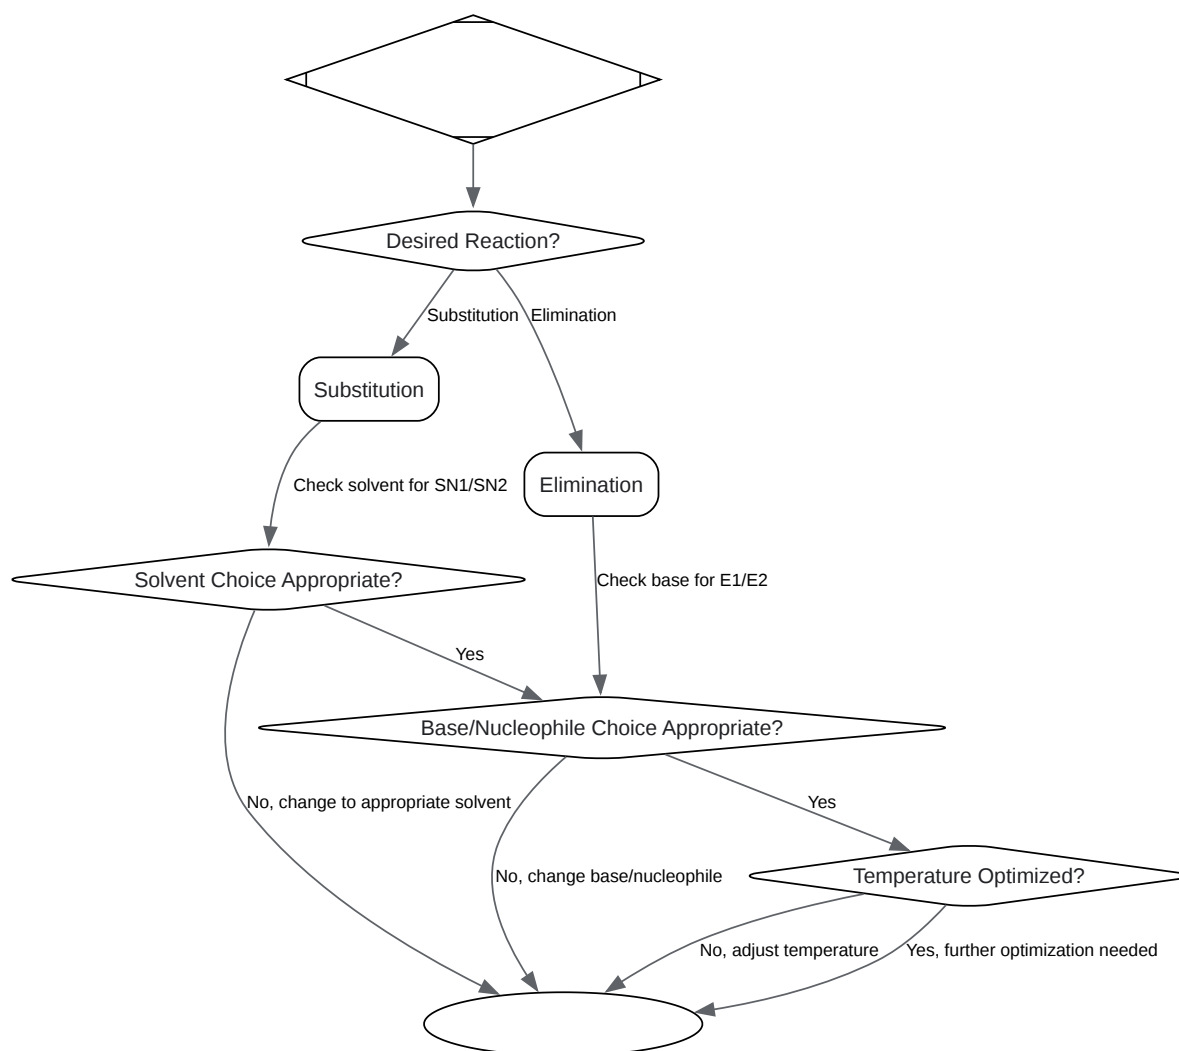 Desired Reaction?
Substitution
Elimination
Substitution
Check solvent for SN1/SN2
Elimination
Solvent Choice Appropriate?
Check base for E1/E2
Yes
Base/Nucleophile Choice Appropriate?
No, change to appropriate solvent
Yes
No, change base/nucleophile
Temperature Optimized?
No, adjust temperature
Yes, further optimization needed